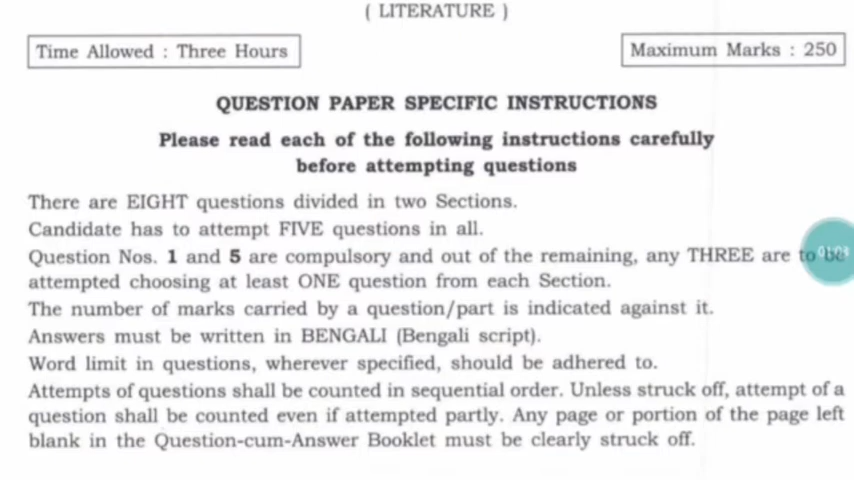 ( LITERATURE )
Time Allowed : Three Hours
Maximum Marks : 250
QUESTION PAPER SPECIFIC INSTRUCTIONS
Please read each of the following instructions carefully
before attempting questions
There are EIGHT questions divided in two Sections.
Candidate has to attempt FIVE questions in all.
Question Nos. 1 and 5 are compulsory and out of the remaining, any THREE are to be
attempted choosing at least ONE question from each Section.
The number of marks carried by a question/part is indicated against it.
Answers must be written in BENGALI (Bengali script).
Word limit in questions, wherever specified, should be adhered to.
Attempts of questions shall be counted in sequential order. Unless struck off, attempt of a
question shall be counted even if attempted partly. Any page or portion of the page left
blank in the Question-cum-Answer Booklet must be clearly struck off.